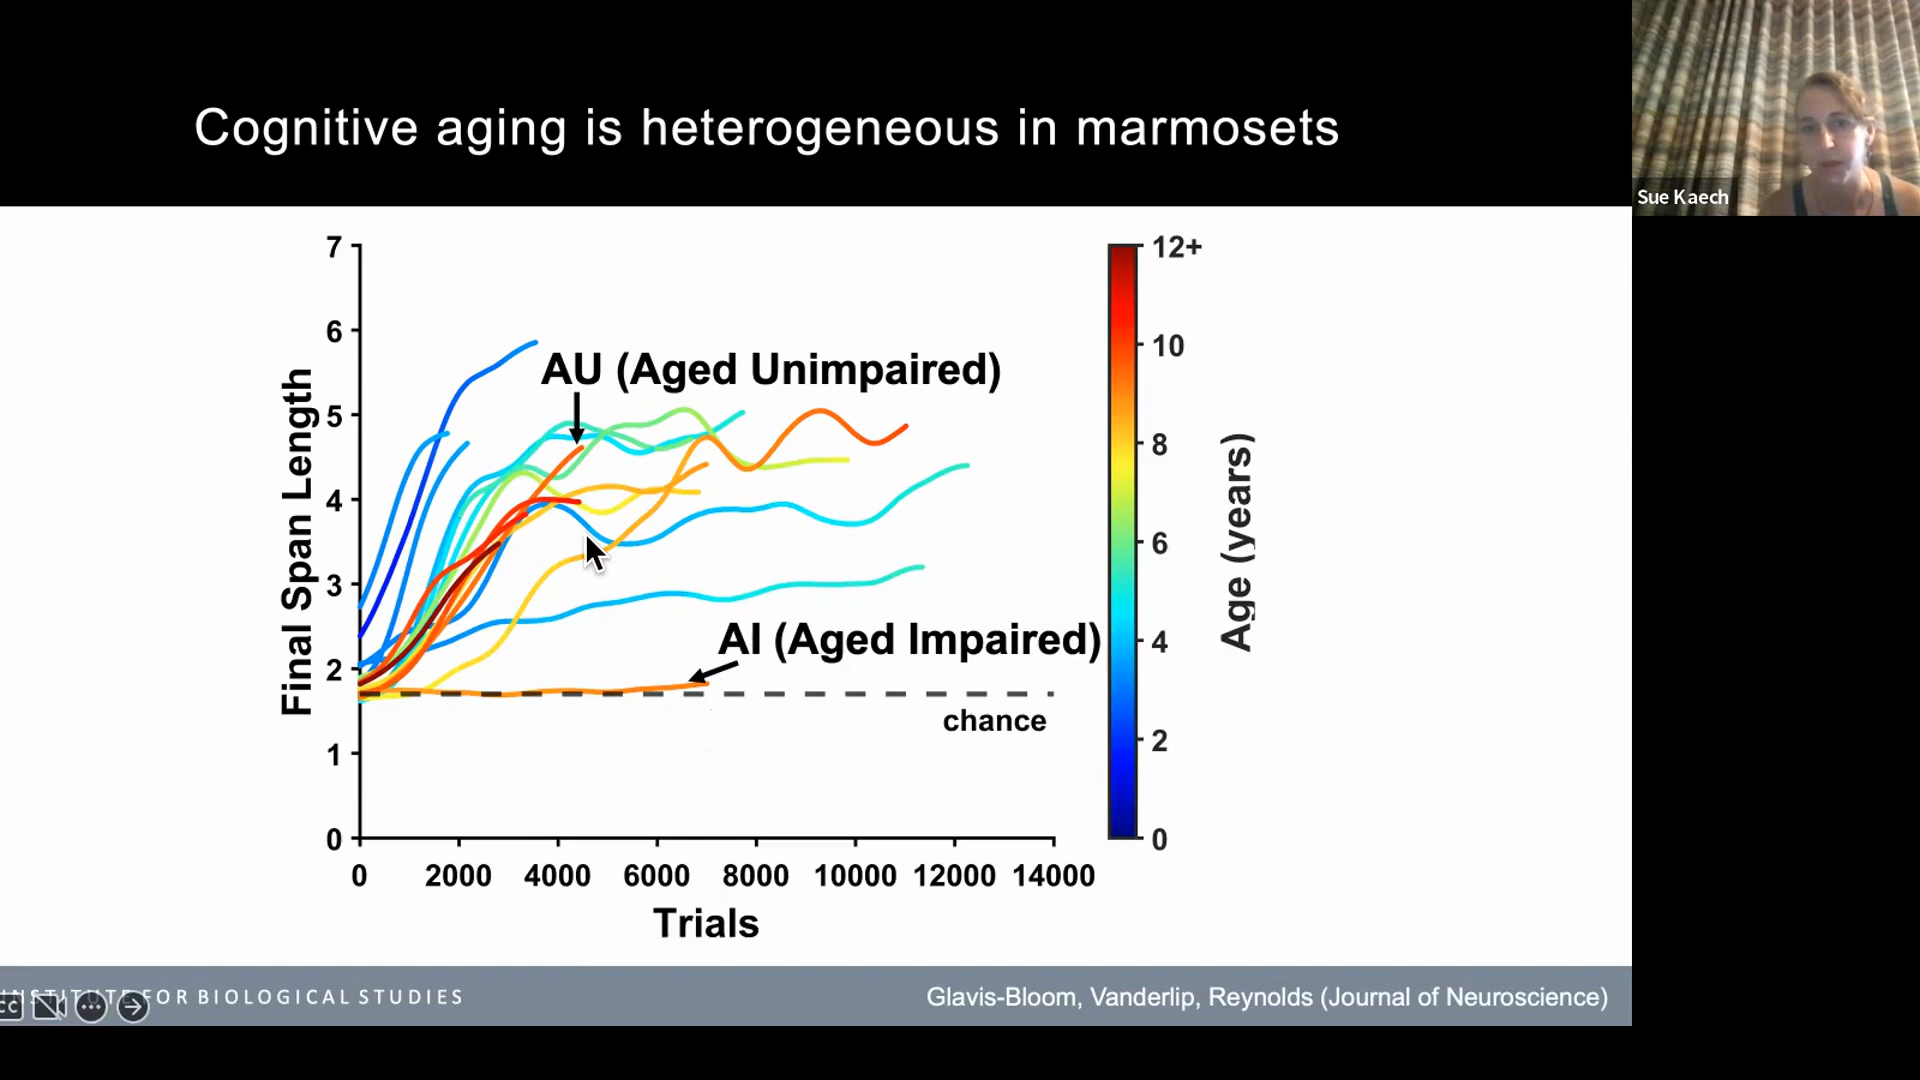 Cognitive aging is heterogeneous in marmosets
Sue Kaech
7
6
5
4
3
2
1
0
Final Span Length
AU (Aged Unimpaired)
AI (Aged Impaired)
chance
0 2000 4000 6000 8000 10000 12000 14000
Trials
12+
10
8
6
4
2
0
Age (years)
INSTITUTE FOR BIOLOGICAL STUDIES
Glavis-Bloom, Vanderlip, Reynolds (Journal of Neuroscience)
CC